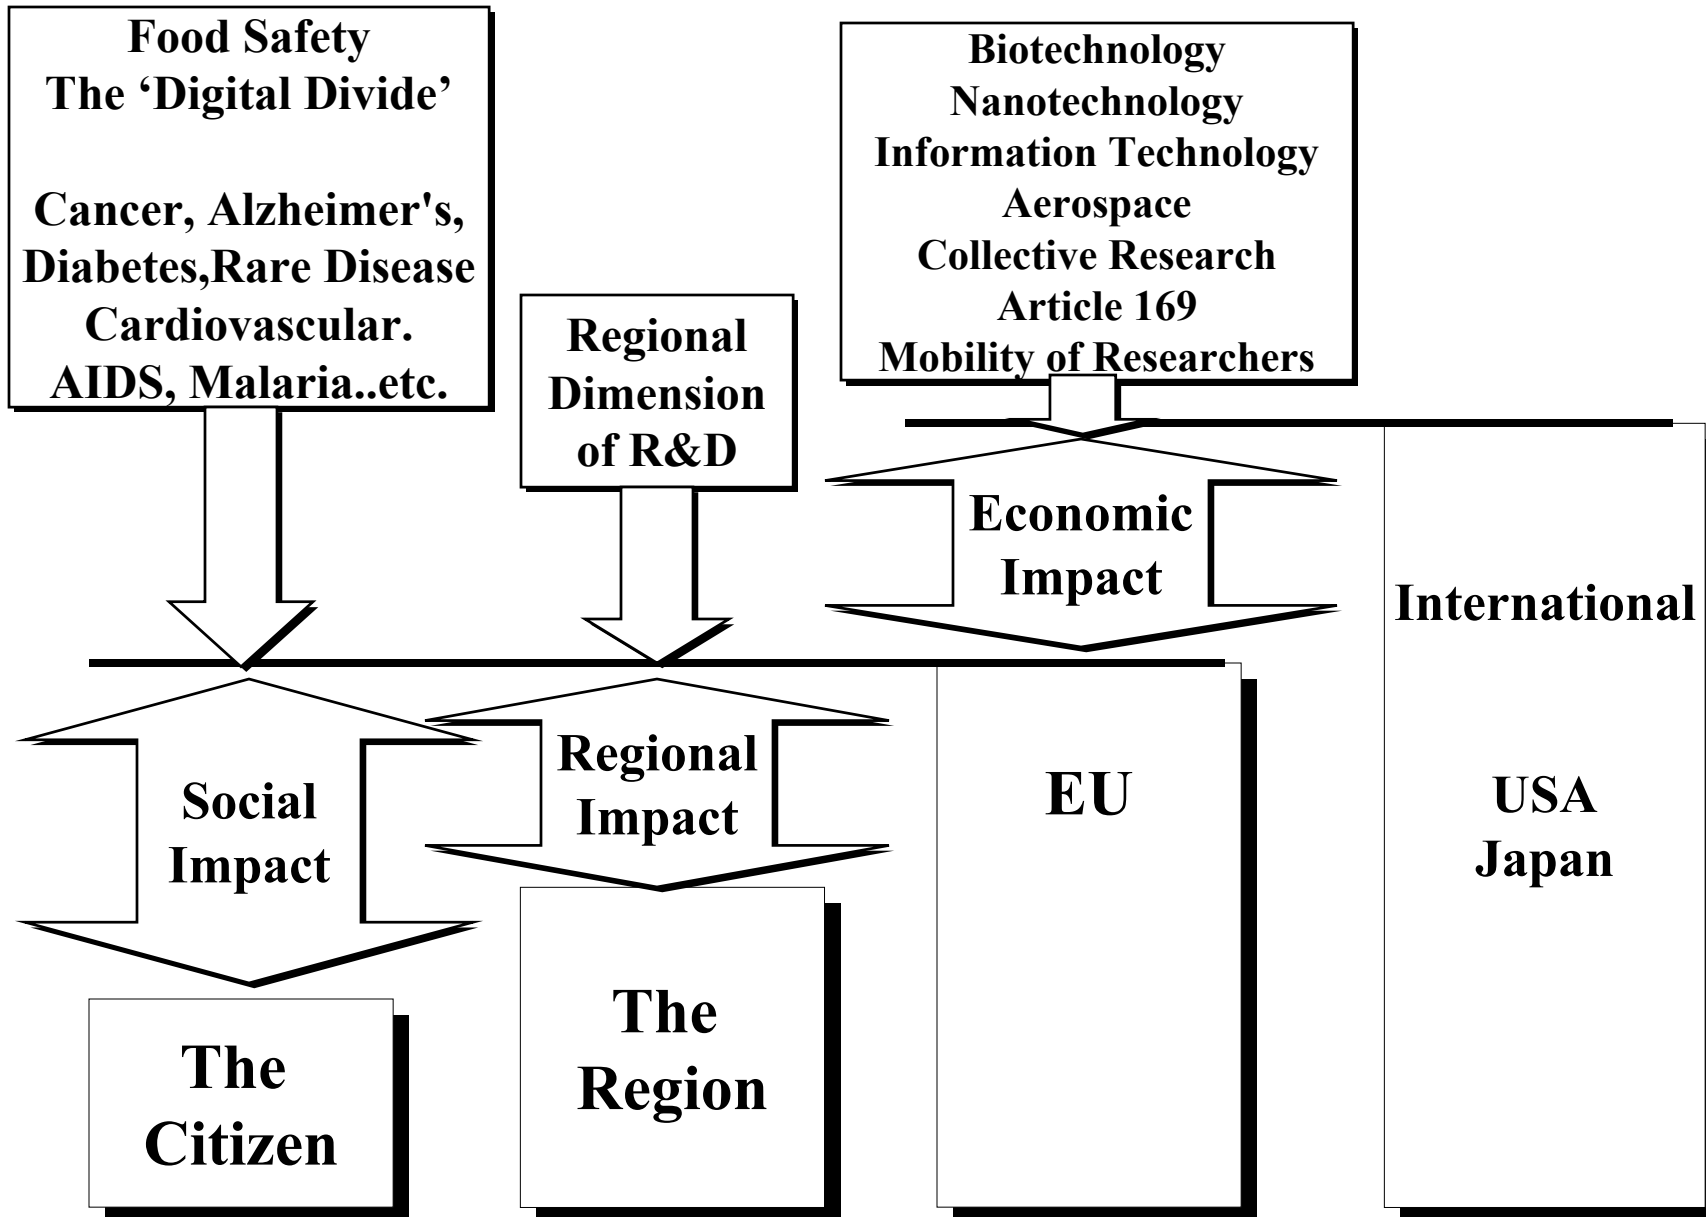 Food Safety
The ‘Digital Divide’
Cancer, Alzheimer's,
Diabetes,Rare Disease
Cardiovascular.
AIDS, Malaria..etc.
Regional
Dimension
of R&D
Biotechnology
Nanotechnology
Information Technology
Aerospace
Collective Research
Article 169
Mobility of Researchers
Economic
Impact
International
USA
Japan
Social
Impact
Regional
Impact
EU
The
Citizen
The
Region